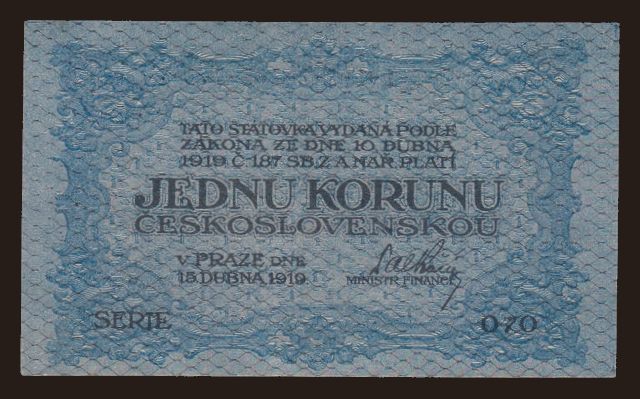 TATO STÁTOVKA VYDANÁ PODLE
ZÁKONA ZE DNE 10. DUBNA
1919 Č. 187 SB. Z. A NAŘ. PLATÍ
JEDNU KORUNU
ČESKOSLOVENSKOU
V PRAZE DNE
15. DUBNA 1919.
MINISTR FINANCÍ
SERIE 070